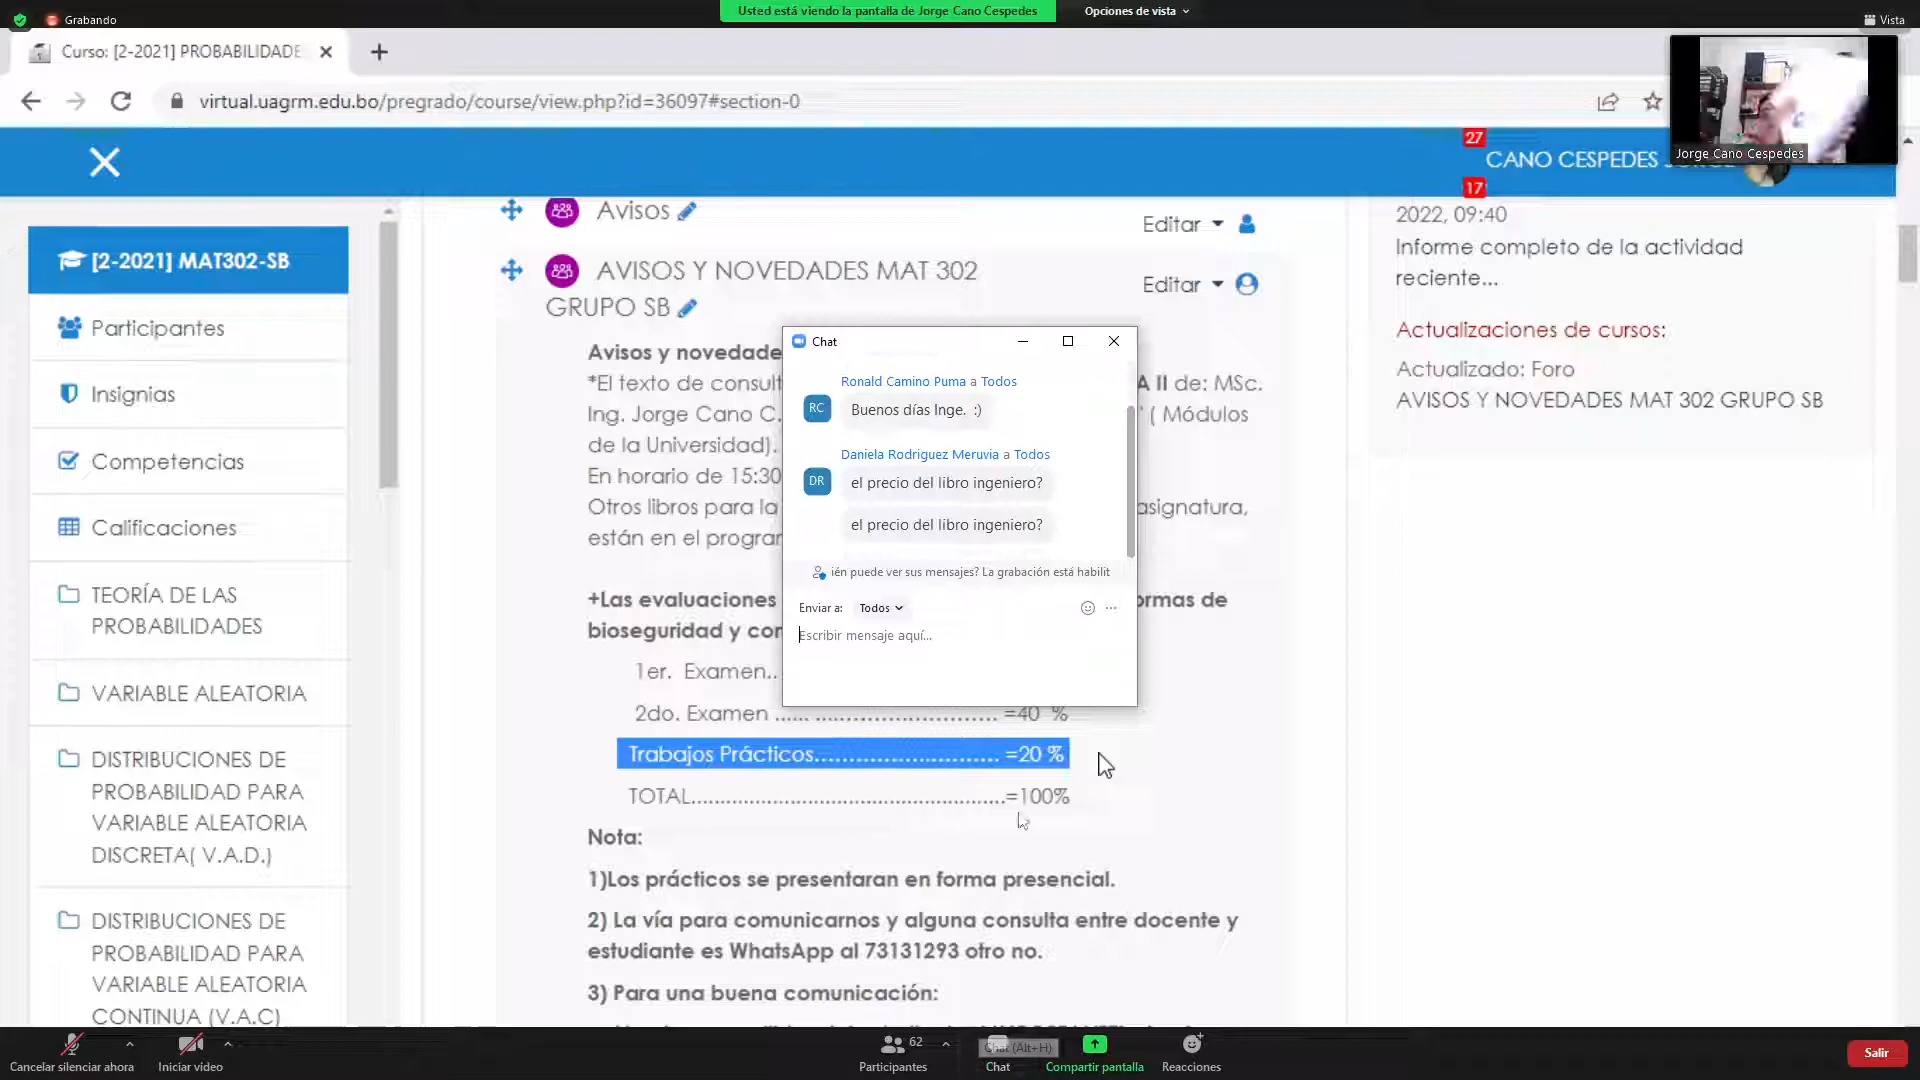 Grabando
Usted está viendo la pantalla de Jorge Cano Cespedes
Opciones de vista
Vista
Curso: [2-2021] PROBABILIDADE
virtual.uagrm.edu.bo/pregrado/course/view.php?id=36097#section-0
Jorge Cano Cespedes
27
CANO CESPEDES
17
[2-2021] MAT302-SB
Participantes
Insignias
Competencias
Calificaciones
TEORÍA DE LAS
PROBABILIDADES
VARIABLE ALEATORIA
DISTRIBUCIONES DE
PROBABILIDAD PARA
VARIABLE ALEATORIA
DISCRETA( V.A.D.)
DISTRIBUCIONES DE
PROBABILIDAD PARA
VARIABLE ALEATORIA
CONTINUA (V.A.C)
Avisos
Editar
AVISOS Y NOVEDADES MAT 302
GRUPO SB
Editar
Avisos y novedade
*El texto de consult A II de: MSc.
Ing. Jorge Cano C. ' ( Módulos
de la Universidad).
En horario de 15:30
Otros libros para la asignatura,
están en el progra
+Las evaluaciones ormas de
bioseguridad y con
1er. Examen..
2do. Examen ...... .............................. =40 %
Trabajos Prácticos.............................. =20 %
TOTAL...................................................=100%
Nota:
1)Los prácticos se presentaran en forma presencial.
2) La vía para comunicarnos y alguna consulta entre docente y
estudiante es WhatsApp al 73131293 otro no.
3) Para una buena comunicación:
2022, 09:40
Informe completo de la actividad
reciente...
Actualizaciones de cursos:
Actualizado: Foro
AVISOS Y NOVEDADES MAT 302 GRUPO SB
Chat
Ronald Camino Puma a Todos
RC
Buenos días Inge. :)
Daniela Rodriguez Meruvia a Todos
DR
el precio del libro ingeniero?
el precio del libro ingeniero?
ién puede ver sus mensajes? La grabación está habilit
Enviar a: Todos
Escribir mensaje aquí...
Cancelar silenciar ahora
Iniciar video
62
Participantes
Chat (Alt+H)
Chat
Compartir pantalla
Reacciones
Salir